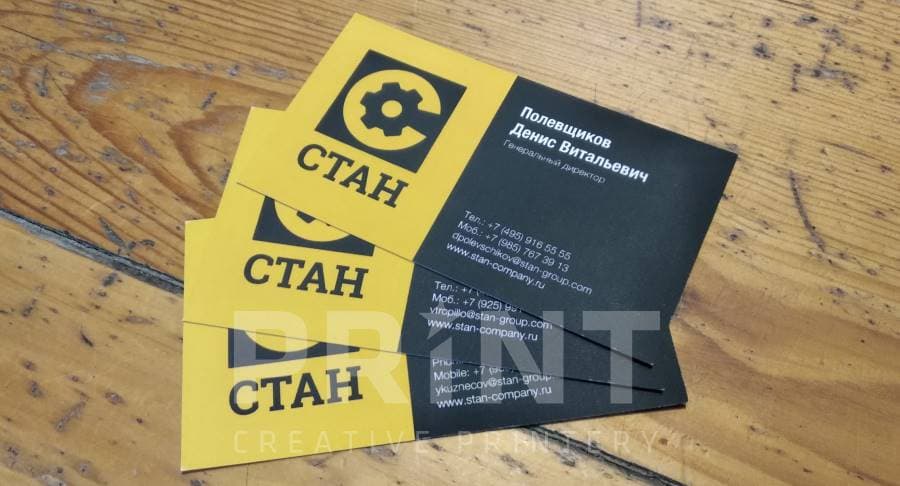 СТАН
Полевщиков
Денис Витальевич
Генеральный директор
Тел.: +7 (495) 916 55 55
Моб.: +7 (985) 767 39 13
dpolevschikov@stan-group.com
www.stan-company.ru
СТАН
Тел.:
Моб.: +7 (925)
vtropillo@stan-group.com
www.stan-company.ru
СТАН
Mobile: +7
ykuznecov@stan-group
www.stan-company.ru
PRINT
CREATIVE PRINTERY